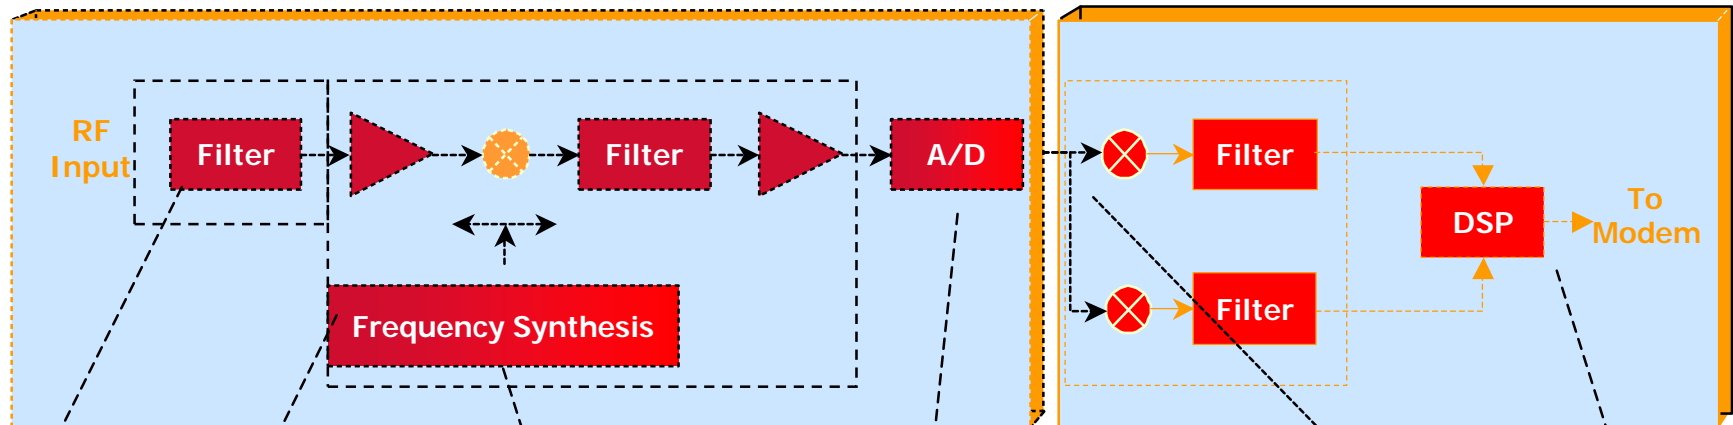 RF
Input
Filter
Filter
A/D
Frequency Synthesis
Filter
Filter
DSP
To
Modem